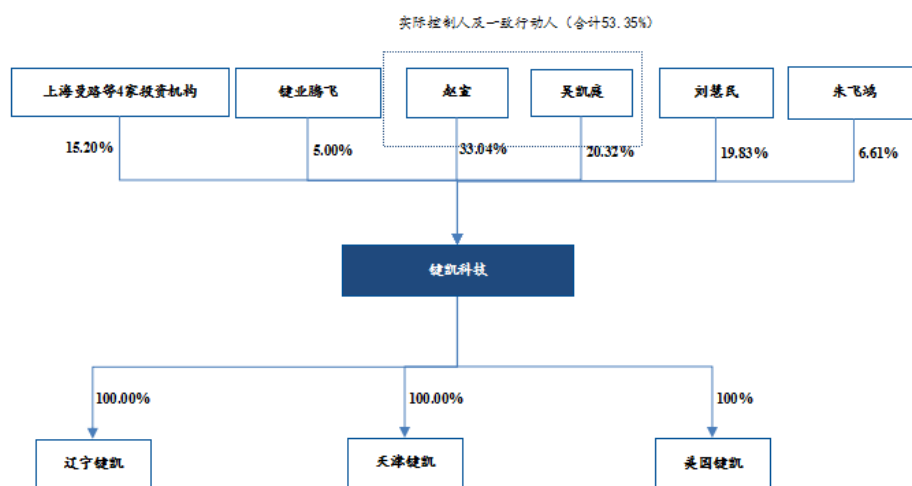 实际控制人及一致行动人（合计53.35%）
上海曼路等4家投资机构
键业腾飞
赵宣
吴凯庭
刘慧民
朱飞鸿
15.20%
5.00%
33.04%
20.32%
19.83%
6.61%
键凯科技
100.00%
100.00%
100%
辽宁键凯
天津键凯
美国键凯